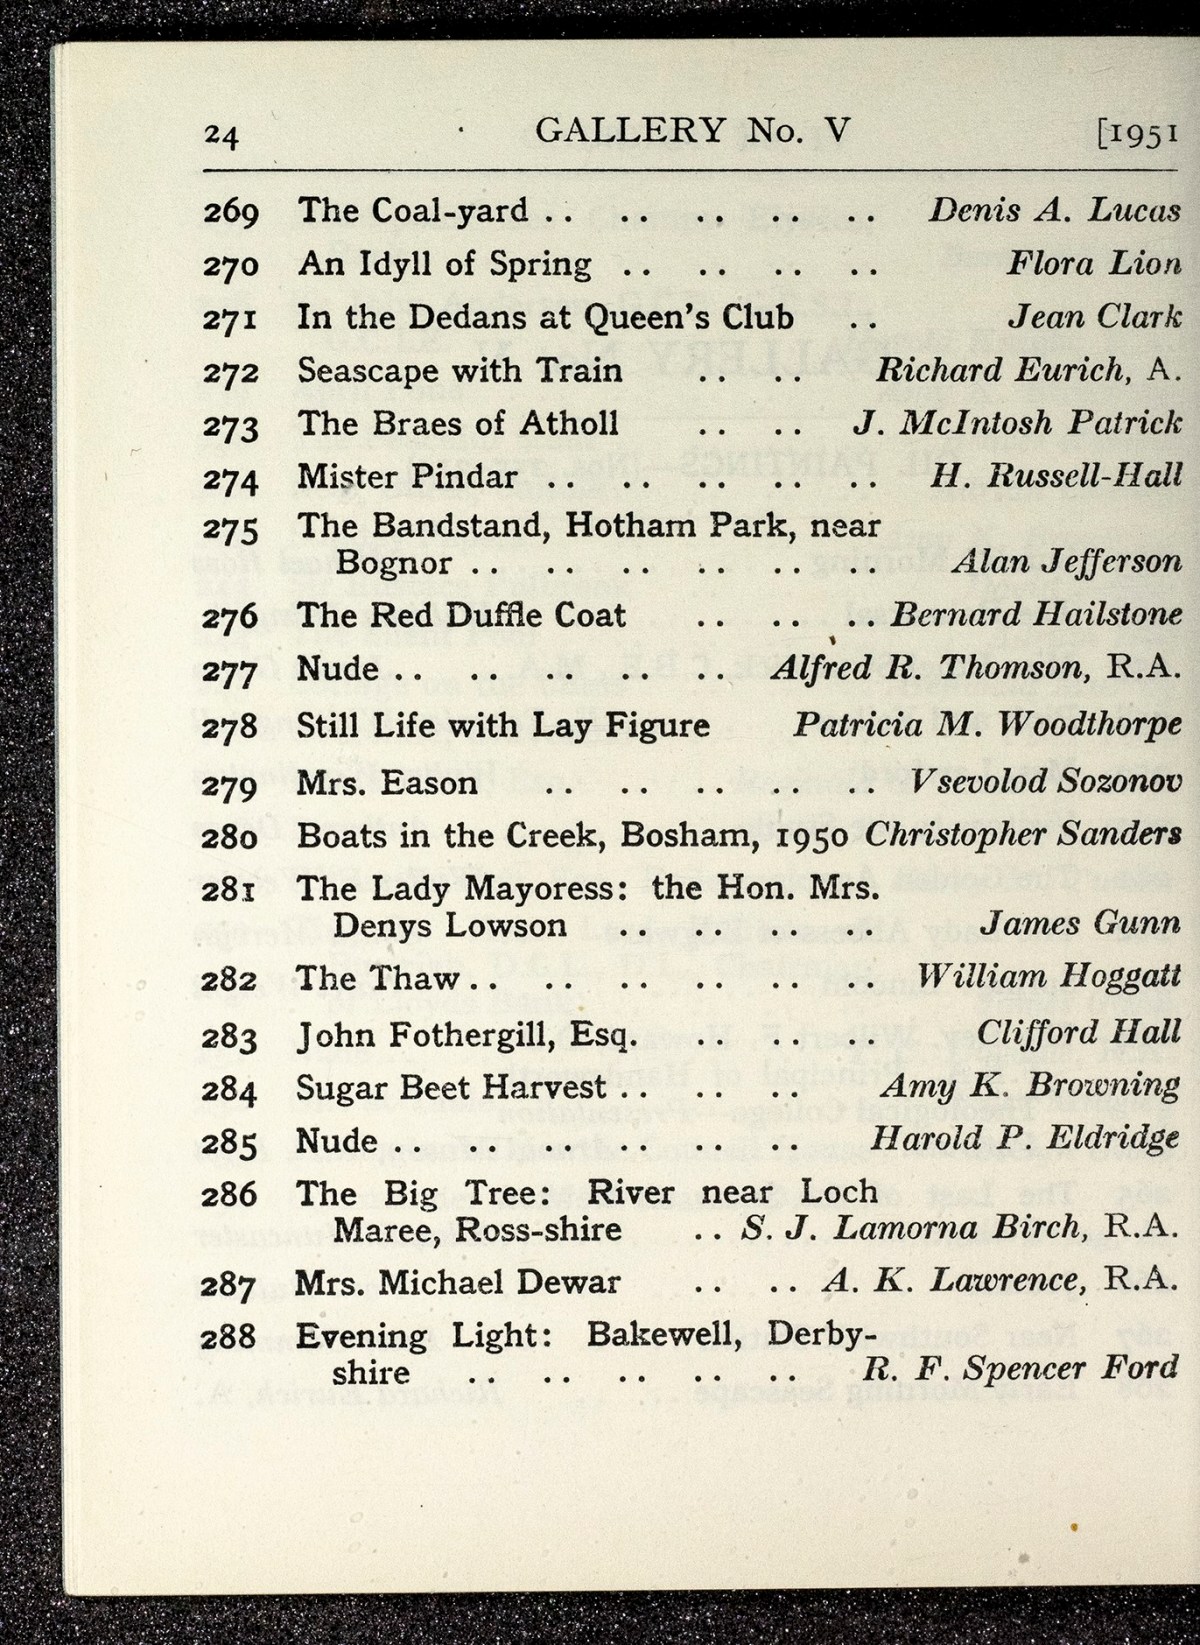 24 GALLERY No. V [1951
269 The Coal-yard .. .. .. .. .. Denis A. Lucas
270 An Idyll of Spring .. .. .. .. Flora Lion
271 In the Dedans at Queen's Club .. Jean Clark
272 Seascape with Train .. .. Richard Eurich, A.
273 The Braes of Atholl .. .. J. McIntosh Patrick
274 Mister Pindar .. .. .. .. .. H. Russell-Hall
275 The Bandstand, Hotham Park, near
Bognor .. .. .. .. .. .. Alan Jefferson
276 The Red Duffle Coat .. .. .. Bernard Hailstone
277 Nude .. .. .. .. .. Alfred R. Thomson, R.A.
278 Still Life with Lay Figure Patricia M. Woodthorpe
279 Mrs. Eason .. .. .. .. .. Vsevolod Sozonov
280 Boats in the Creek, Bosham, 1950 Christopher Sanders
281 The Lady Mayoress: the Hon. Mrs.
Denys Lowson .. .. .. .. James Gunn
282 The Thaw .. .. .. .. .. .. William Hoggatt
283 John Fothergill, Esq. .. .. .. Clifford Hall
284 Sugar Beet Harvest .. .. .. Amy K. Browning
285 Nude .. .. .. .. .. .. Harold P. Eldridge
286 The Big Tree: River near Loch
Maree, Ross-shire .. S. J. Lamorna Birch, R.A.
287 Mrs. Michael Dewar .. .. A. K. Lawrence, R.A.
288 Evening Light: Bakewell, Derby-
shire .. .. .. .. .. R. F. Spencer Ford